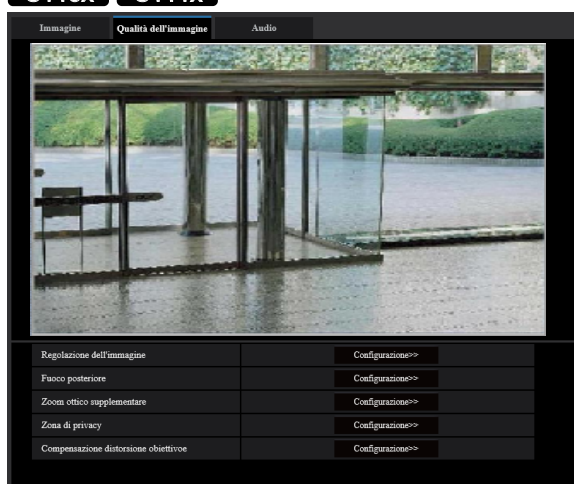 Immagine Qualità dell'immagine Audio
Regolazione dell'immagine Configurazione>>
Fuoco posteriore Configurazione>>
Zoom ottico supplementare Configurazione>>
Zona di privacy Configurazione>>
Compensazione distorsione obiettivoe Configurazione>>